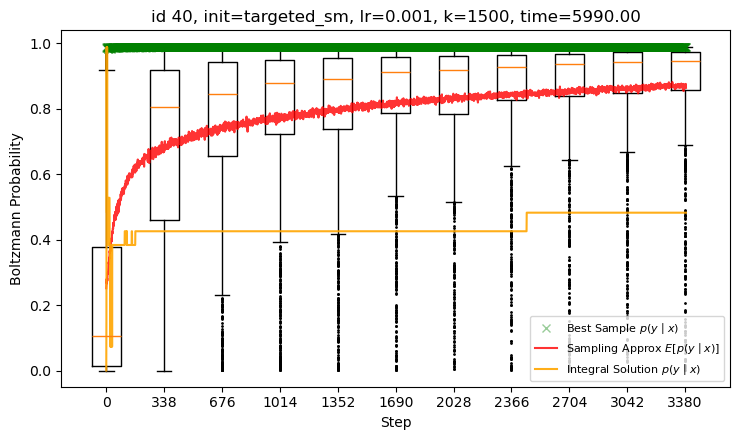 id 40, init=targeted_sm, lr=0.001, k=1500, time=5990.00
Boltzmann Probability
1.0
0.8
0.6
0.4
0.2
0.0
Best Sample p(y | x)
Sampling Approx E[p(y | x)]
Integral Solution p(y | x)
0 338 676 1014 1352 1690 2028 2366 2704 3042 3380
Step